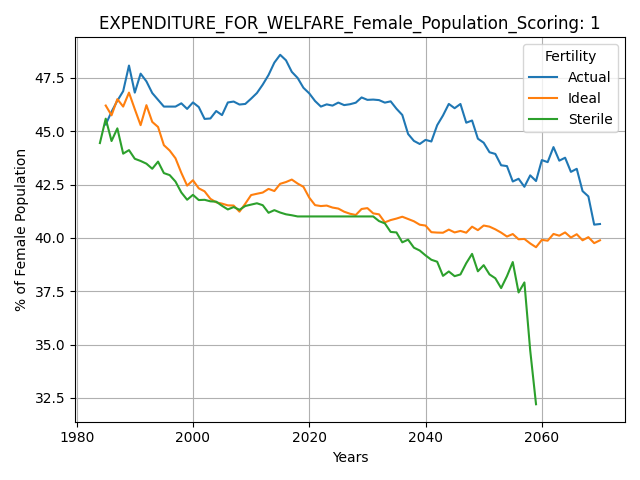 EXPENDITURE_FOR_WELFARE_Female_Population_Scoring: 1
Fertility
Actual
Ideal
Sterile
% of Female Population
47.5
45.0
42.5
40.0
37.5
35.0
32.5
1980
2000
2020
2040
2060
Years